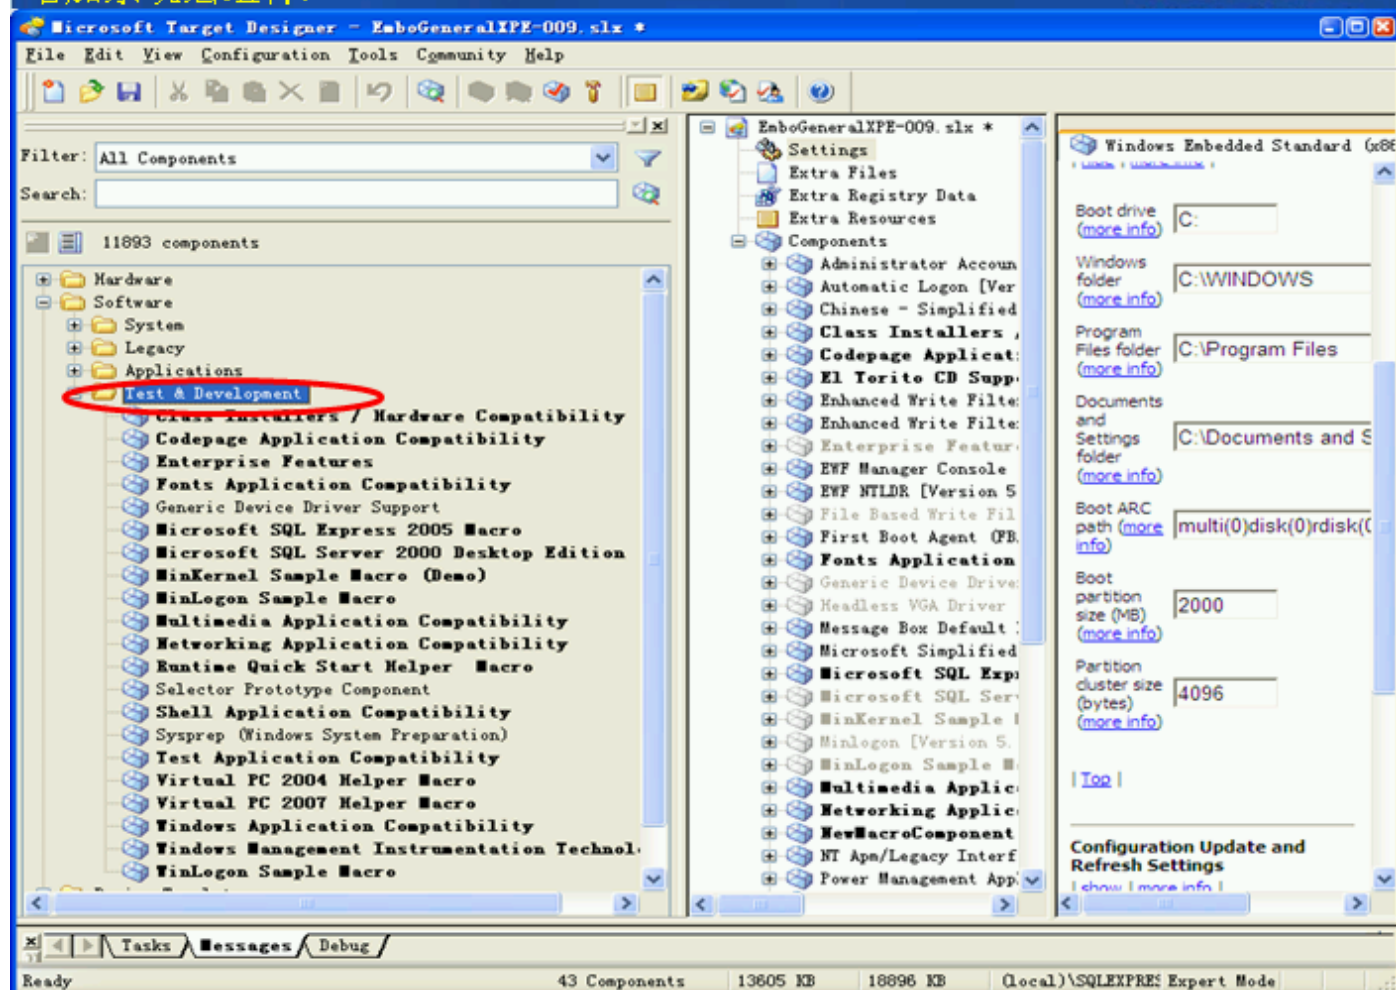 Microsoft Target Designer - EmboGeneralXPE-009.slx *
File Edit View Configuration Tools Community Help
Filter: All Components
Search:
11893 components
Hardware
Software
System
Legacy
Applications
Test & Development
Class Installers / Hardware Compatibility
Codepage Application Compatibility
Enterprise Features
Fonts Application Compatibility
Generic Device Driver Support
Microsoft SQL Express 2005 Macro
Microsoft SQL Server 2000 Desktop Edition
MinKernel Sample Macro (Demo)
MinLogon Sample Macro
Multimedia Application Compatibility
Networking Application Compatibility
Runtime Quick Start Helper Macro
Selector Prototype Component
Shell Application Compatibility
Sysprep (Windows System Preparation)
Test Application Compatibility
Virtual PC 2004 Helper Macro
Virtual PC 2007 Helper Macro
Windows Application Compatibility
Windows Management Instrumentation Technol
WinLogon Sample Macro
EmboGeneralXPE-009.slx *
Settings
Extra Files
Extra Registry Data
Extra Resources
Components
Administrator Accoun
Automatic Logon [Ver
Chinese - Simplified
Class Installers /
Codepage Applicat
El Torito CD Supp
Enhanced Write Filte
Enhanced Write Filte
Enterprise Featur
EWF Manager Console
EWF NTLDR [Version 5
File Based Write Fil
First Boot Agent (FB
Fonts Application
Generic Device Drive
Headless VGA Driver
Message Box Default
Microsoft Simplified
Microsoft SQL Exp
Microsoft SQL Serv
MinKernel Sample
Minlogon [Version 5.
MinLogon Sample M
Multimedia Applic
Networking Applic
NewMacroComponent
NT Apm/Legacy Interf
Power Management App
Windows Embedded Standard (x86
Boot drive (more info) C:
Windows folder (more info) C:\WINDOWS
Program Files folder (more info) C:\Program Files
Documents and Settings folder (more info) C:\Documents and S
Boot ARC path (more info) multi(0)disk(0)rdisk(0
Boot partition size (MB) (more info) 2000
Partition cluster size (bytes) (more info) 4096
| Top |
Configuration Update and Refresh Settings
| show | more info |
Tasks Messages Debug
Ready 43 Components 13605 KB 18896 KB (local)\SQLEXPRES Expert Mode